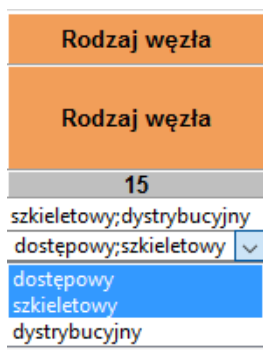 Rodzaj węzła
Rodzaj węzła
15
szkieletowy;dystrybucyjny
dostępowy;szkieletowy
dostępowy
szkieletowy
dystrybucyjny